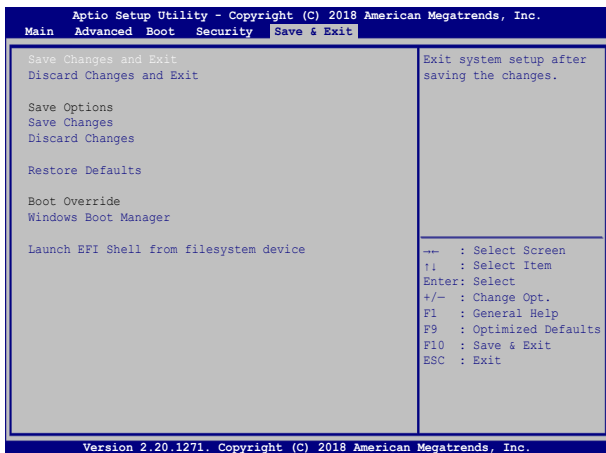 Aptio Setup Utility - Copyright (C) 2018 American Megatrends, Inc.
Main Advanced Boot Security Save & Exit
Save Changes and Exit
Discard Changes and Exit
Save Options
Save Changes
Discard Changes
Restore Defaults
Boot Override
Windows Boot Manager
Launch EFI Shell from filesystem device
Exit system setup after
saving the changes.
→← : Select Screen
↑↓ : Select Item
Enter: Select
+/— : Change Opt.
F1 : General Help
F9 : Optimized Defaults
F10 : Save & Exit
ESC : Exit
Version 2.20.1271. Copyright (C) 2018 American Megatrends, Inc.